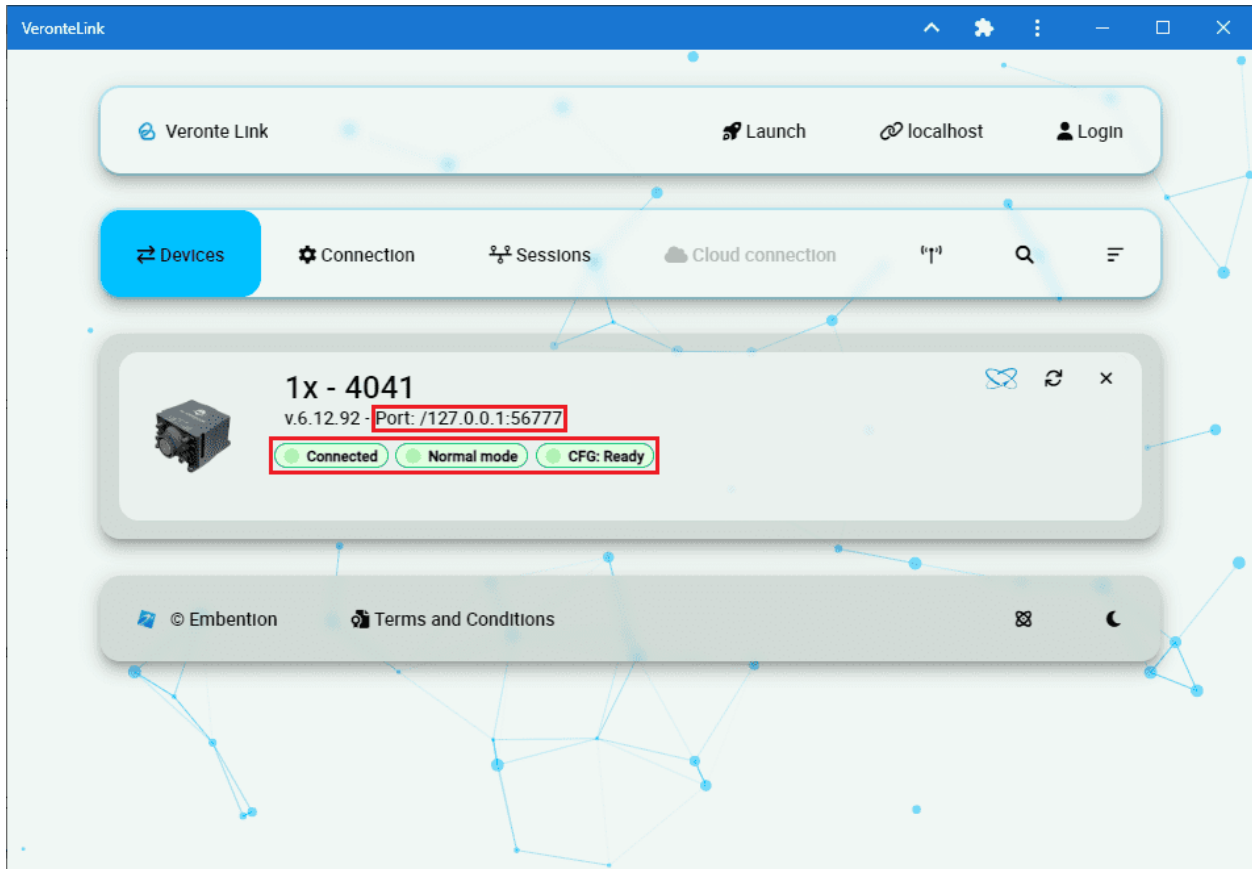 VeronteLink
Veronte Link Launch localhost Login
Devices Connection Sessions Cloud connection
1x - 4041
v.6.12.92 - Port: /127.0.0.1:56777
Connected Normal mode CFG: Ready
© Embention Terms and Conditions